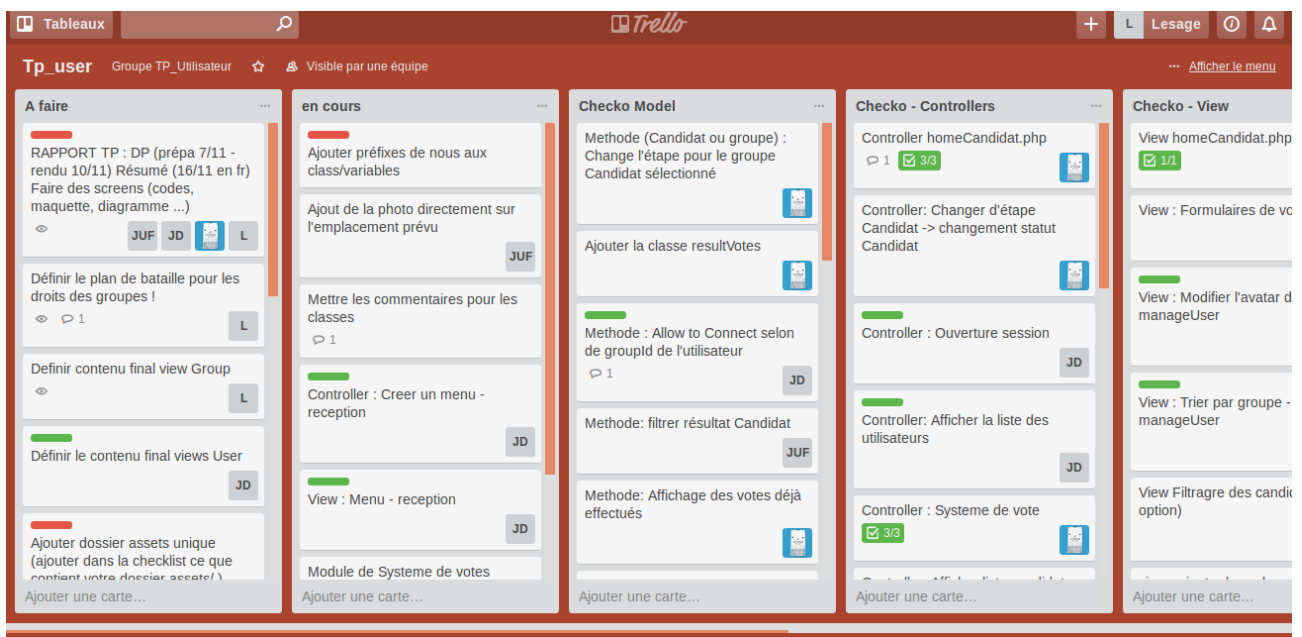 Tableaux
Trello
+
L Lesage
Tp_user Groupe TP_Utilisateur Visible par une équipe
... Afficher le menu
A faire ...
RAPPORT TP : DP (prépa 7/11 -
rendu 10/11) Résumé (16/11 en fr)
Faire des screens (codes,
maquette, diagramme ...)
JUF JD L
Définir le plan de bataille pour les
droits des groupes !
1
L
Definir contenu final view Group
L
Définir le contenu final views User
JD
Ajouter dossier assets unique
(ajouter dans la checklist ce que
contient votre dossier assets/ )
Ajouter une carte…
en cours ...
Ajouter préfixes de nous aux
class/variables
Ajout de la photo directement sur
l'emplacement prévu
JUF
Mettre les commentaires pour les
classes
1
Controller : Creer un menu -
reception
JD
View : Menu - reception
JD
Module de Systeme de votes
Ajouter une carte…
Checko Model ...
Methode (Candidat ou groupe) :
Change l'étape pour le groupe
Candidat sélectionné
Ajouter la classe resultVotes
Methode : Allow to Connect selon
de groupId de l'utilisateur
1
JD
Methode: filtrer résultat Candidat
JUF
Methode: Affichage des votes déjà
effectués
Ajouter une carte…
Checko - Controllers ...
Controller homeCandidat.php
1 3/3
Controller: Changer d'étape
Candidat -> changement statut
Candidat
Controller : Ouverture session
JD
Controller: Afficher la liste des
utilisateurs
JD
Controller : Systeme de vote
3/3
Ajouter une carte…
Checko - View
View homeCandidat.php
1/1
View : Formulaires de vo
View : Modifier l'avatar d
manageUser
View : Trier par groupe -
manageUser
View Filtragre des candid
option)
Ajouter une carte…